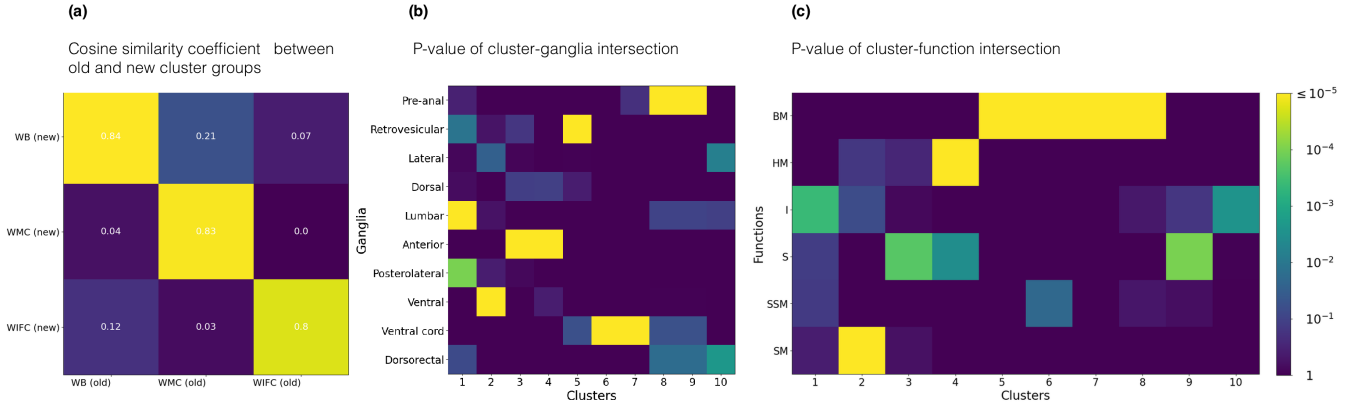 (a)
Cosine similarity coefficient between
old and new cluster groups
WB (new)
WMC (new)
WIFC (new)
0.84 0.21 0.07
0.04 0.83 0.0
0.12 0.03 0.8
WB (old) WMC (old) WIFC (old)
(b)
P-value of cluster-ganglia intersection
Ganglia
Pre-anal
Retrovesicular
Lateral
Dorsal
Lumbar
Anterior
Posterolateral
Ventral
Ventral cord
Dorsorectal
1 2 3 4 5 6 7 8 9 10
Clusters
(c)
P-value of cluster-function intersection
Functions
BM
HM
I
S
SSM
SM
1 2 3 4 5 6 7 8 9 10
Clusters
≤ 10⁻⁵
10⁻⁴
10⁻³
10⁻²
10⁻¹
1